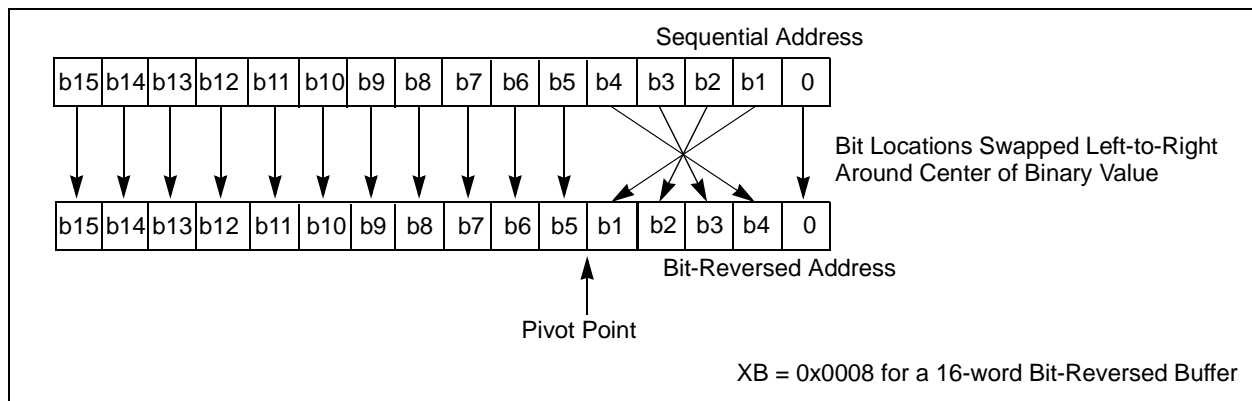 Sequential Address
b15 b14 b13 b12 b11 b10 b9 b8 b7 b6 b5 b4 b3 b2 b1 0
Bit Locations Swapped Left-to-Right
Around Center of Binary Value
b15 b14 b13 b12 b11 b10 b9 b8 b7 b6 b5 b1 b2 b3 b4 0
Bit-Reversed Address
Pivot Point
XB = 0x0008 for a 16-word Bit-Reversed Buffer